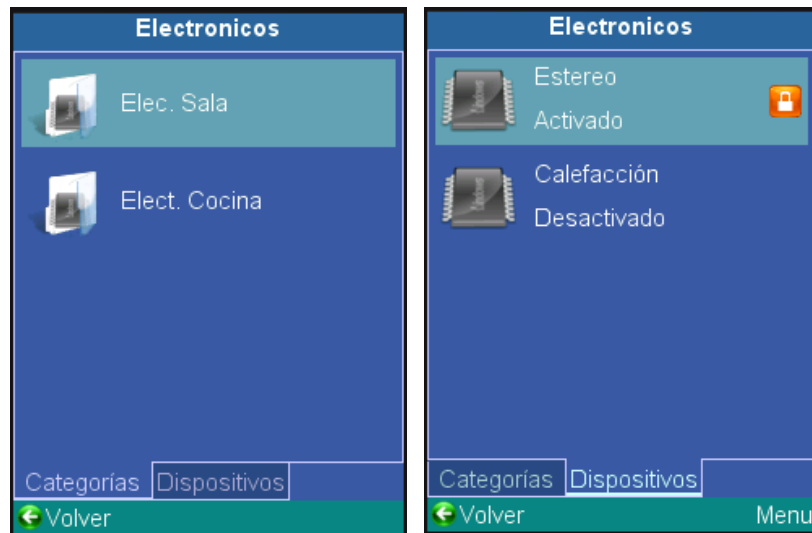 Electronicos
Elec. Sala
Elect. Cocina
Categorías Dispositivos
Volver
Electronicos
Estereo
Activado
Calefacción
Desactivado
Categorías Dispositivos
Volver Menu